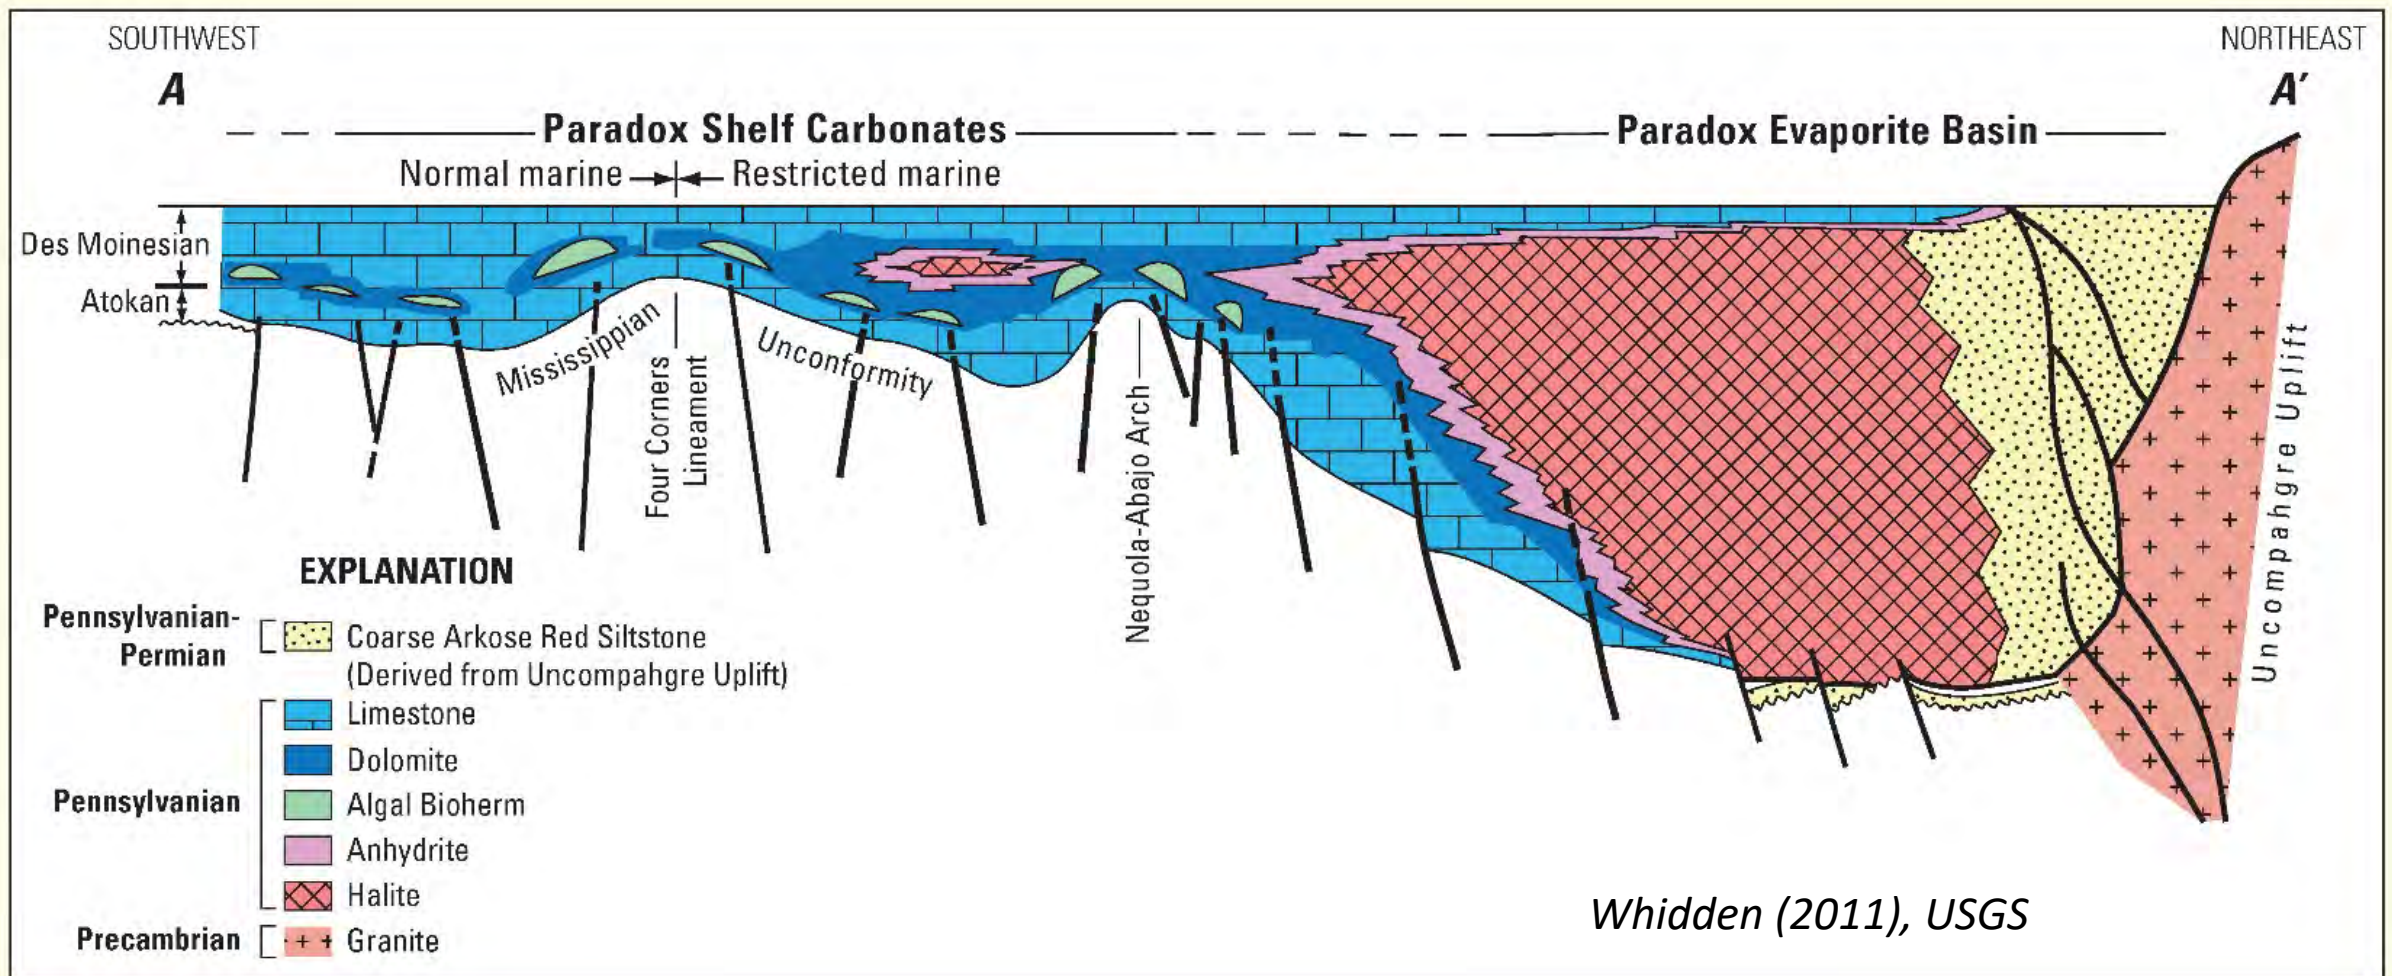 SOUTHWEST
NORTHEAST
A
A′
Paradox Shelf Carbonates
Paradox Evaporite Basin
Normal marine
Restricted marine
Des Moinesian
Atokan
Mississippian
Unconformity
Four Corners
Lineament
Nequola-Abajo Arch
Uncompahgre Uplift
EXPLANATION
Pennsylvanian-
Permian
Coarse Arkose Red Siltstone
(Derived from Uncompahgre Uplift)
Pennsylvanian
Limestone
Dolomite
Algal Bioherm
Anhydrite
Halite
Precambrian
Granite
Whidden (2011), USGS